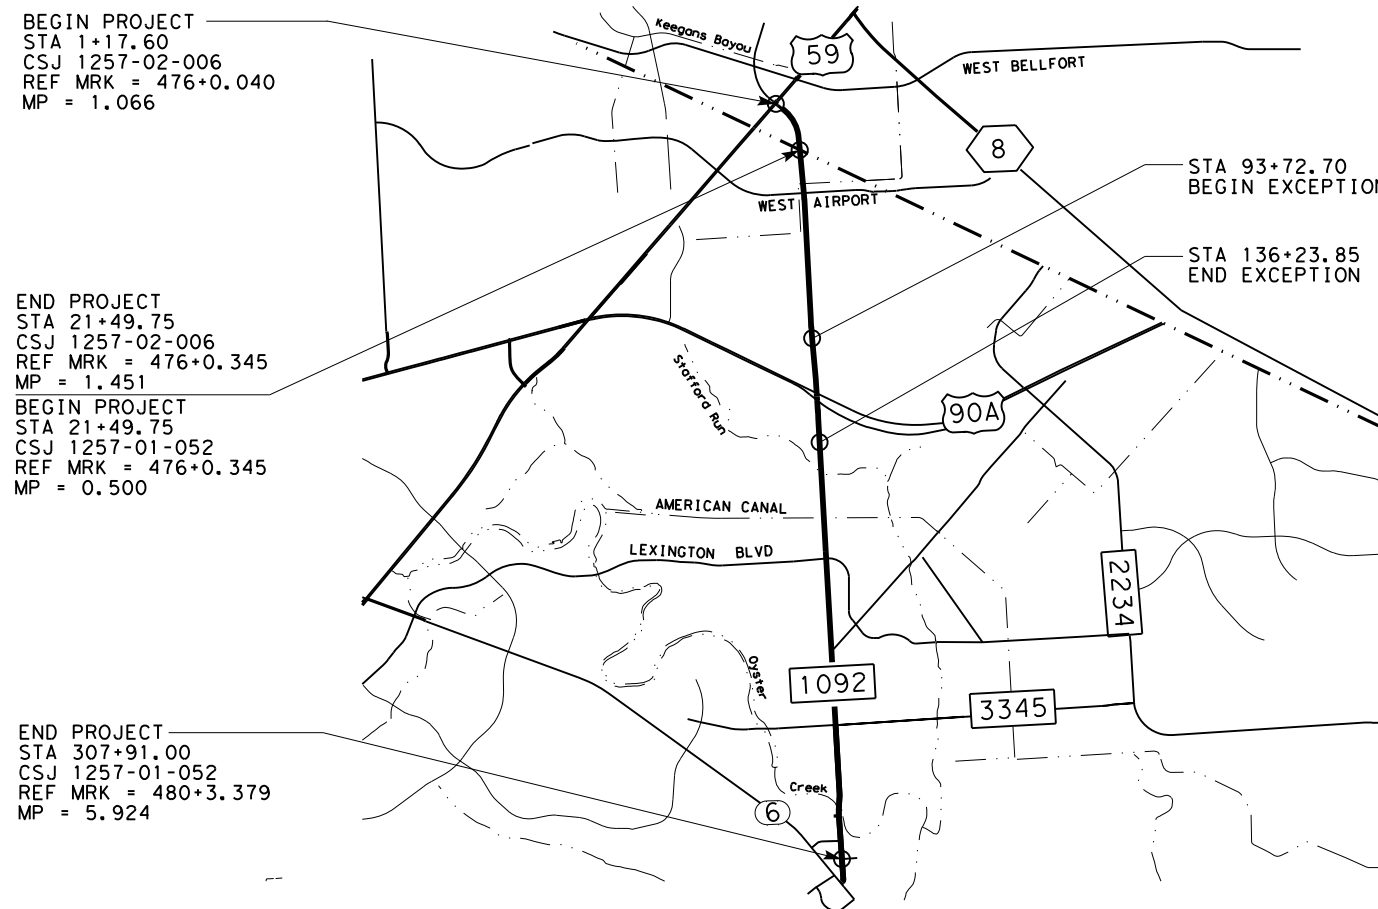 BEGIN PROJECT
STA 1+17.60
CSJ 1257-02-006
REF MRK = 476+0.040
MP = 1.066
Keegans Bayou
59
WEST BELLFORT
8
STA 93+72.70
BEGIN EXCEPTION
WEST AIRPORT
STA 136+23.85
END EXCEPTION
END PROJECT
STA 21+49.75
CSJ 1257-02-006
REF MRK = 476+0.345
MP = 1.451
BEGIN PROJECT
STA 21+49.75
CSJ 1257-01-052
REF MRK = 476+0.345
MP = 0.500
Stafford Run
90A
AMERICAN CANAL
LEXINGTON BLVD
2234
Oyster
1092
3345
END PROJECT
STA 307+91.00
CSJ 1257-01-052
REF MRK = 480+3.379
MP = 5.924
Creek
6